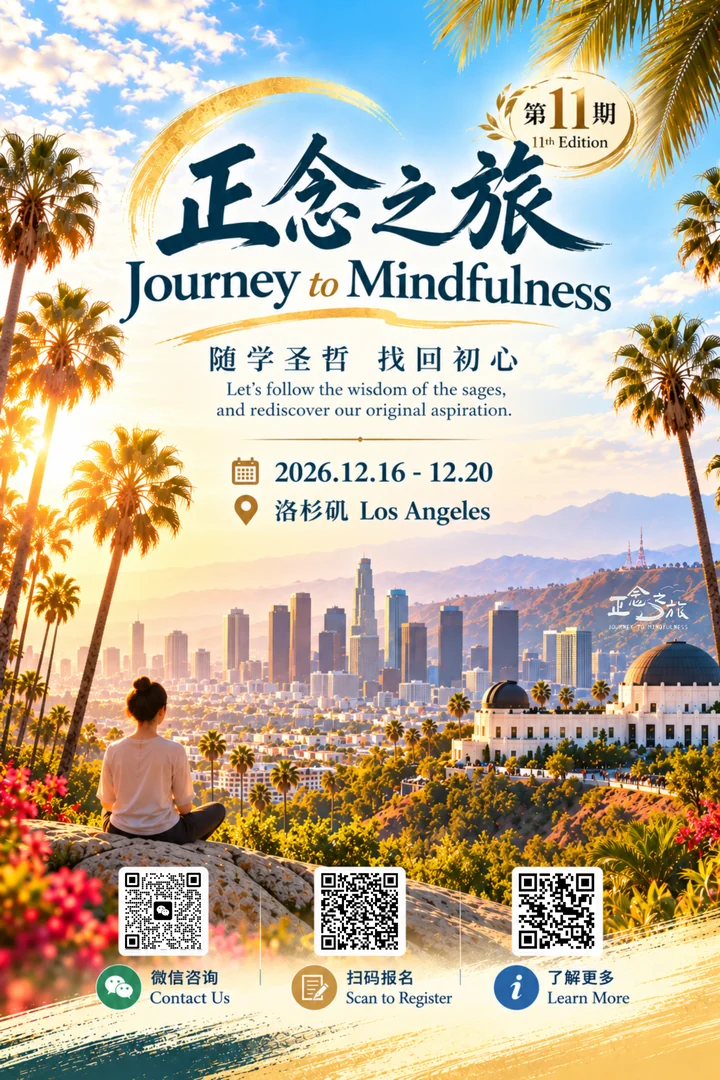 第11期
11th Edition
正念之旅
Journey to Mindfulness
随学圣哲 找回初心
Let's follow the wisdom of the sages,
and rediscover our original aspiration.
2026.12.16 - 12.20
洛杉矶 Los Angeles
正念之旅
JOURNEY TO MINDFULNESS
微信咨询
Contact Us
扫码报名
Scan to Register
了解更多
Learn More